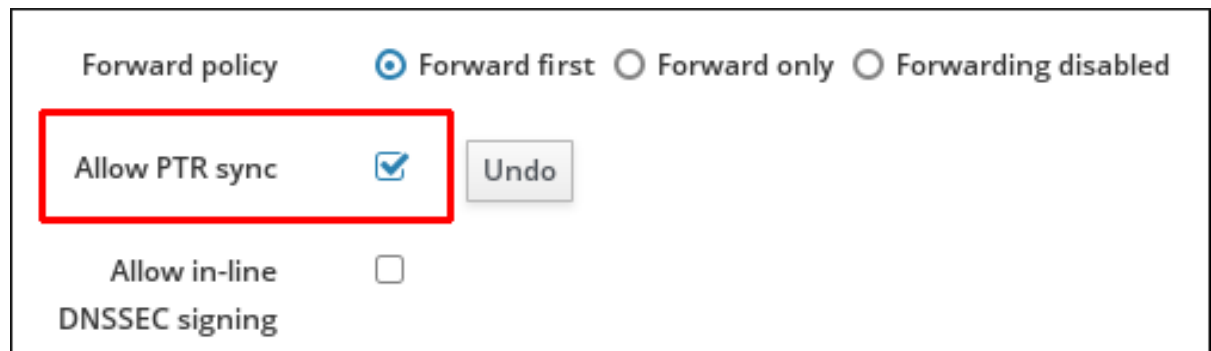 Forward policy Forward first Forward only Forwarding disabled
Allow PTR sync Undo
Allow in-line
DNSSEC signing